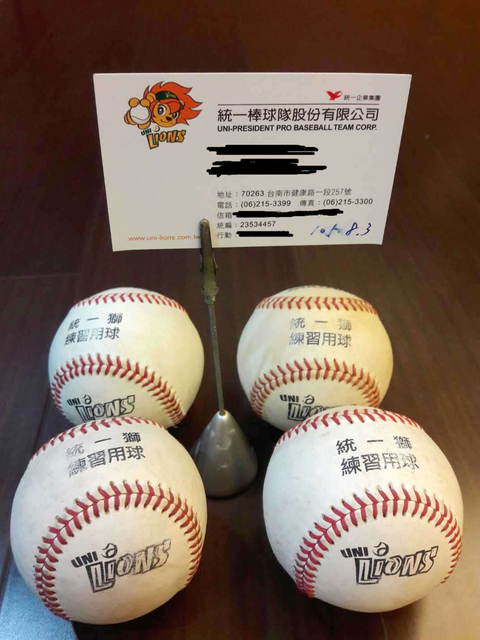 統一企業集團
統一棒球隊股份有限公司
UNI-PRESIDENT PRO BASEBALL TEAM CORP.
UNI
LIONS
地址：70263 台南市健康路一段257號
電話：(06)215-3399 傳真：(06)215-3300
信箱
統編：23534457
www.uni-lions.com.tw
行動
105.8.3
統一獅
練習用球
UNI
LIONS
統一獅
練習用球
UNI
LIONS
統一獅
練習用球
UNI
LIONS
統一獅
練習用球
UNI
LIONS